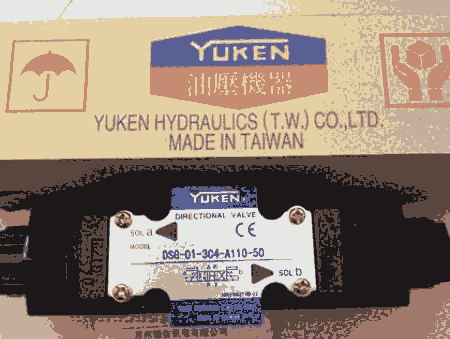 YUKEN
油壓機器
YUKEN HYDRAULICS (T.W.) CO.,LTD.
MADE IN TAIWAN
YUKEN
DIRECTIONAL VALVE
SOL a
CE
MODEL
DSG-01-3C4-A110-50
SOL b